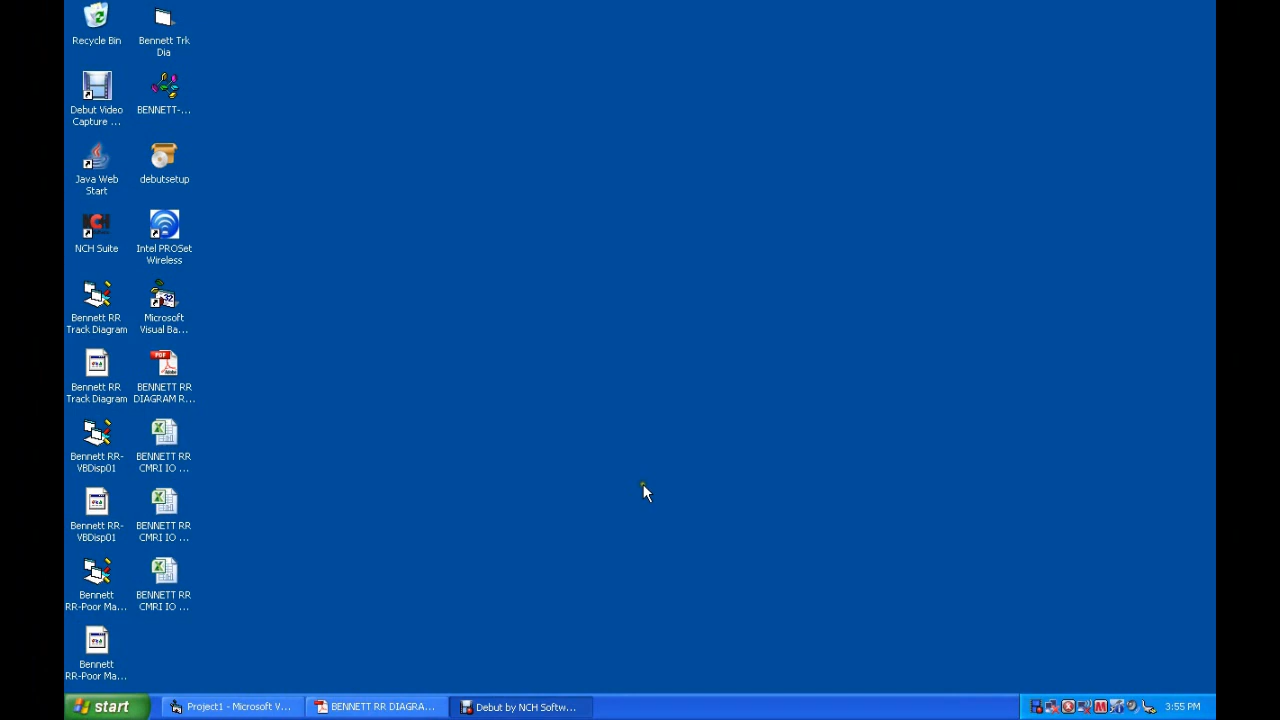 Recycle Bin
Bennett Trk
Dia
Debut Video
Capture ...
BENNETT-...
Java Web
Start
debutsetup
NCH
NCH Suite
Intel PROSet
Wireless
Bennett RR
Track Diagram
Microsoft
Visual Ba...
Bennett RR
Track Diagram
PDF
BENNETT RR
DIAGRAM R...
Bennett RR-
VBDisp01
BENNETT RR
CMRI IO ...
Bennett RR-
VBDisp01
BENNETT RR
CMRI IO ...
Bennett
RR-Poor Ma...
BENNETT RR
CMRI IO ...
Bennett
RR-Poor Ma...
start
Project1 - Microsoft V...
BENNETT RR DIAGRA...
Debut by NCH Softw...
3:55 PM